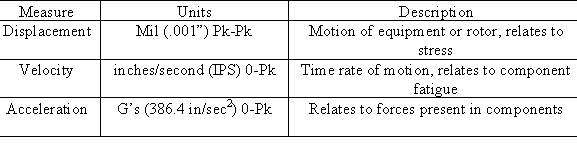 Measure Units Description
Displacement Mil (.001”) Pk-Pk Motion of equipment or rotor, relates to
stress
Velocity inches/second (IPS) 0-Pk Time rate of motion, relates to component
fatigue
Acceleration G’s (386.4 in/sec²) 0-Pk Relates to forces present in components